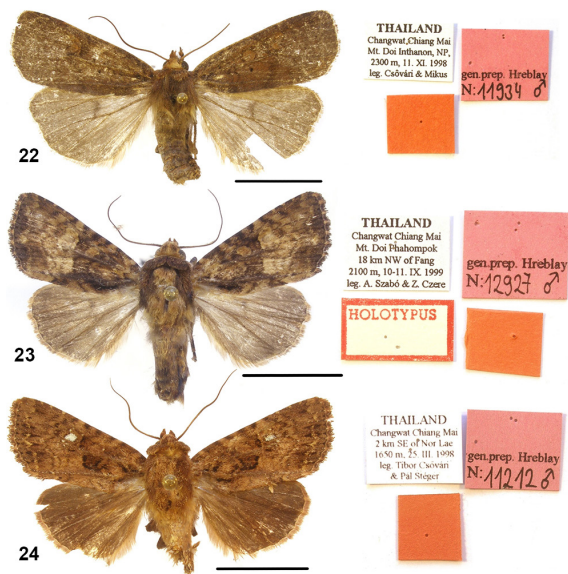 THAILAND
Changwat,Chiang Mai
Mt. Doi Inthanon, NP,
2300 m, 11. XI. 1998
leg. Csővári & Mikus
gen.prep. Hreblay
N:11934 ♂
22
THAILAND
Changwat Chiang Mai
Mt. Doi Phahompok
18 km NW of Fang
2100 m, 10-11. IX. 1999
leg. A. Szabó & Z. Czere
gen.prep. Hreblay
N:12927 ♂
HOLOTYPUS
23
THAILAND
Changwat Chiang Mai
2 km SE of Nor Lae
1650 m, 25. III. 1998
leg. Tibor Csővári
& Pál Stéger
gen.prep. Hreblay
N:11212 ♂
24